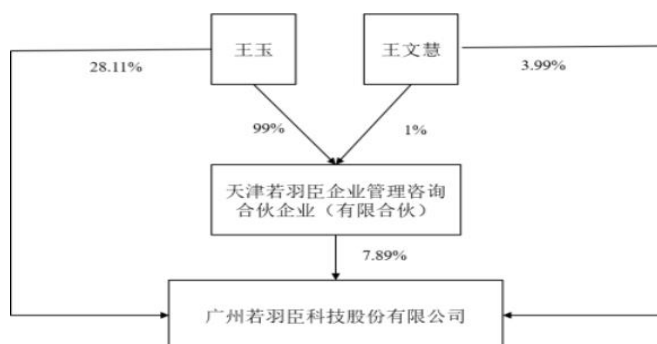 王玉
王文慧
28.11%
3.99%
99%
1%
天津若羽臣企业管理咨询
合伙企业（有限合伙）
7.89%
广州若羽臣科技股份有限公司